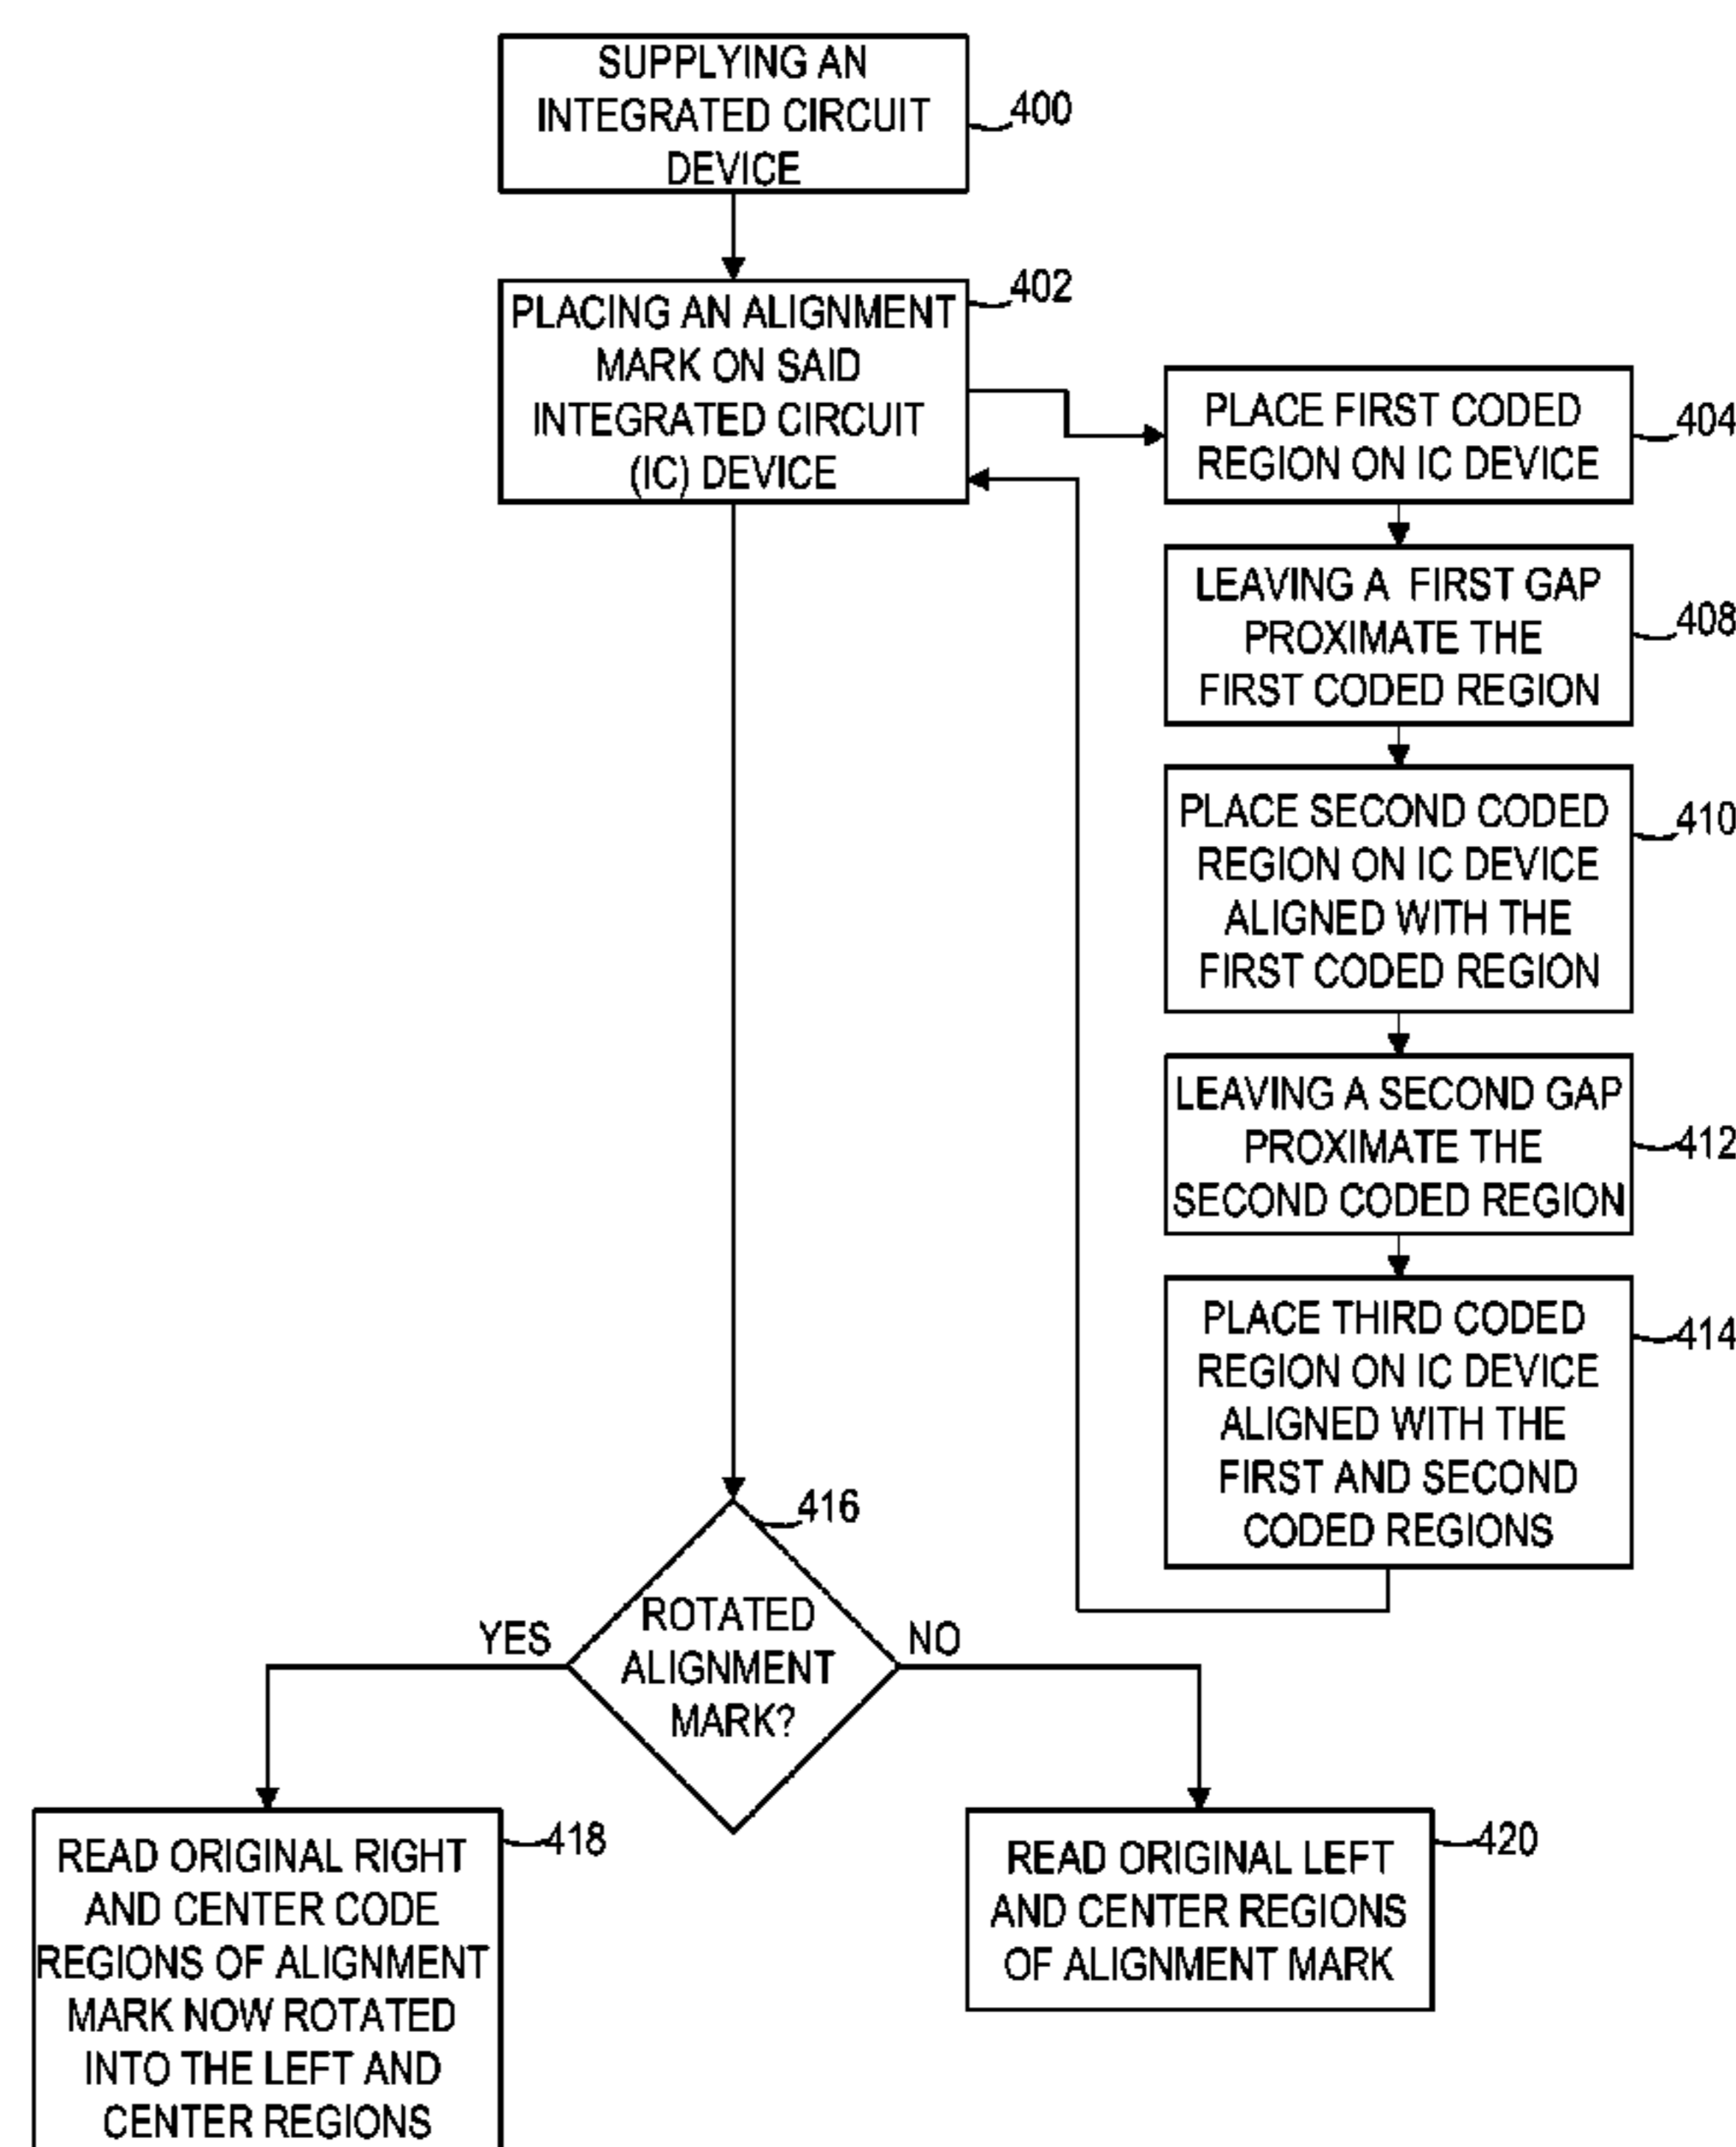 SUPPLYING AN
INTEGRATED CIRCUIT
DEVICE
400
PLACING AN ALIGNMENT
MARK ON SAID
INTEGRATED CIRCUIT
(IC) DEVICE
402
PLACE FIRST CODED
REGION ON IC DEVICE
404
LEAVING A FIRST GAP
PROXIMATE THE
FIRST CODED REGION
408
PLACE SECOND CODED
REGION ON IC DEVICE
ALIGNED WITH THE
FIRST CODED REGION
410
LEAVING A SECOND GAP
PROXIMATE THE
SECOND CODED REGION
412
PLACE THIRD CODED
REGION ON IC DEVICE
ALIGNED WITH THE
FIRST AND SECOND
CODED REGIONS
414
416
ROTATED
ALIGNMENT
MARK?
YES
NO
READ ORIGINAL RIGHT
AND CENTER CODE
REGIONS OF ALIGNMENT
MARK NOW ROTATED
INTO THE LEFT AND
CENTER REGIONS
418
READ ORIGINAL LEFT
AND CENTER REGIONS
OF ALIGNMENT MARK
420